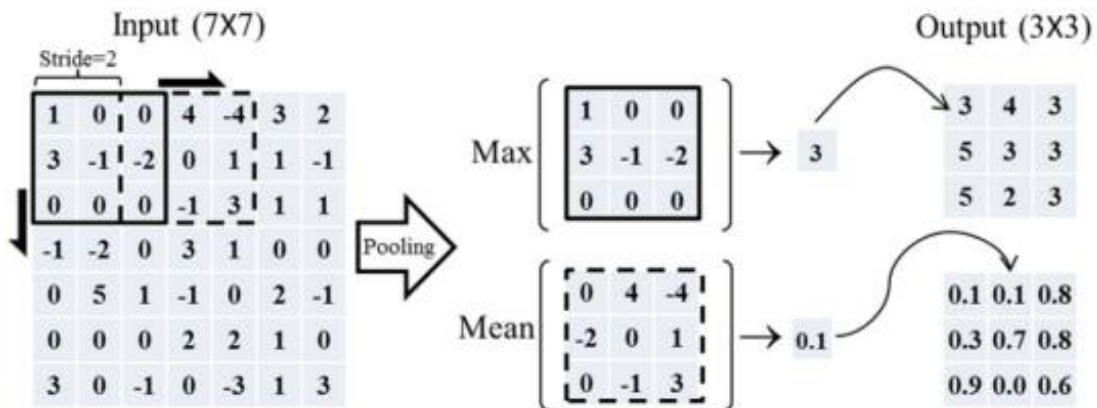 Input (7X7)
Stride=2
1 0 0 4 -4 3 2
3 -1 -2 0 1 1 -1
0 0 0 -1 3 1 1
-1 -2 0 3 1 0 0
0 5 1 -1 0 2 -1
0 0 0 2 2 1 0
3 0 -1 0 -3 1 3
Pooling
Max
1 0 0
3 -1 -2
0 0 0
3
Mean
0 4 -4
-2 0 1
0 -1 3
0.1
Output (3X3)
3 4 3
5 3 3
5 2 3
0.1 0.1 0.8
0.3 0.7 0.8
0.9 0.0 0.6